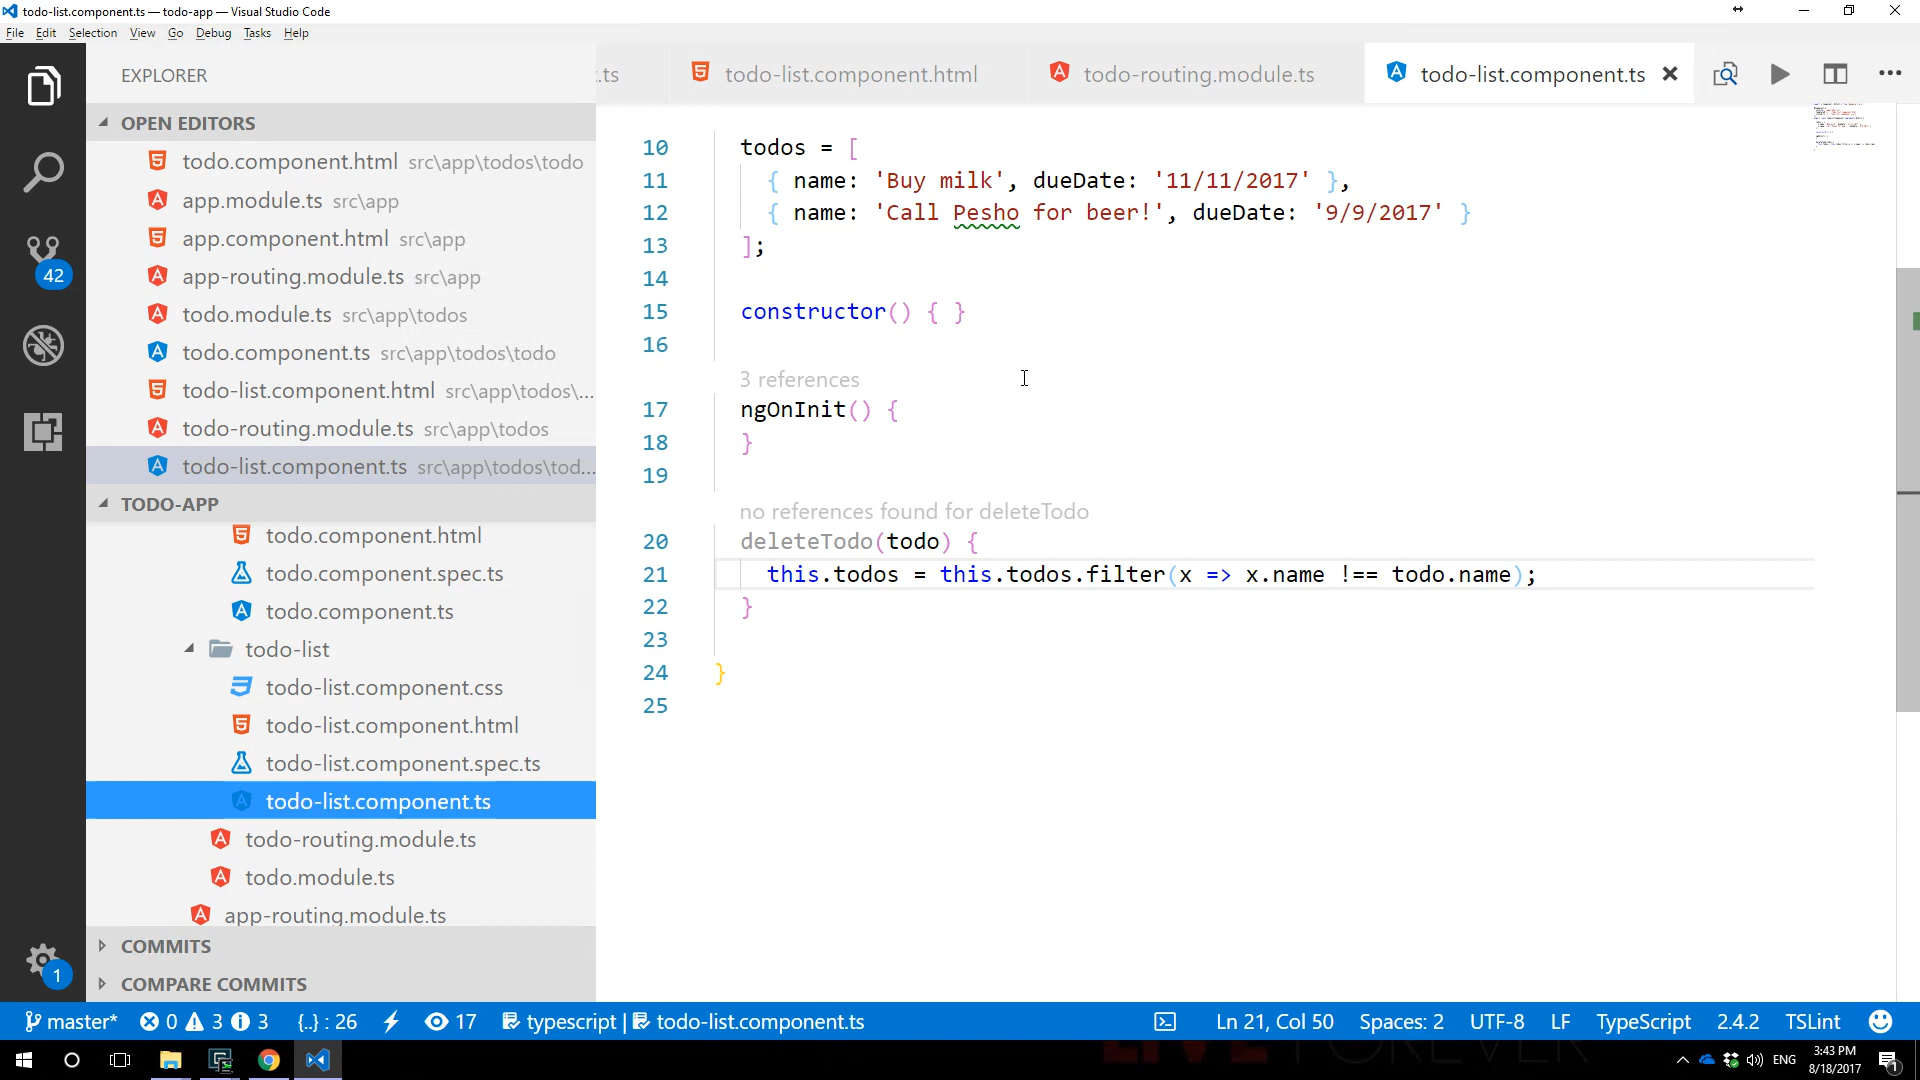 todo-list.component.ts — todo-app — Visual Studio Code
File Edit Selection View Go Debug Tasks Help
EXPLORER
OPEN EDITORS
todo.component.html src\app\todos\todo
app.module.ts src\app
app.component.html src\app
app-routing.module.ts src\app
todo.module.ts src\app\todos
todo.component.ts src\app\todos\todo
todo-list.component.html src\app\todos\...
todo-routing.module.ts src\app\todos
todo-list.component.ts src\app\todos\tod...
TODO-APP
todo.component.html
todo.component.spec.ts
todo.component.ts
todo-list
todo-list.component.css
todo-list.component.html
todo-list.component.spec.ts
todo-list.component.ts
todo-routing.module.ts
todo.module.ts
app-routing.module.ts
COMMITS
COMPARE COMMITS
42
1
.ts todo-list.component.html todo-routing.module.ts todo-list.component.ts
10 todos = [
11 { name: 'Buy milk', dueDate: '11/11/2017' },
12 { name: 'Call Pesho for beer!', dueDate: '9/9/2017' }
13 ];
14
15 constructor() { }
16
3 references
17 ngOnInit() {
18 }
19
no references found for deleteTodo
20 deleteTodo(todo) {
21 this.todos = this.todos.filter(x => x.name !== todo.name);
22 }
23
24 }
25
master* 0 3 3 {..} : 26 17 typescript | todo-list.component.ts Ln 21, Col 50 Spaces: 2 UTF-8 LF TypeScript 2.4.2 TSLint
ENG 3:43 PM
8/18/2017
1